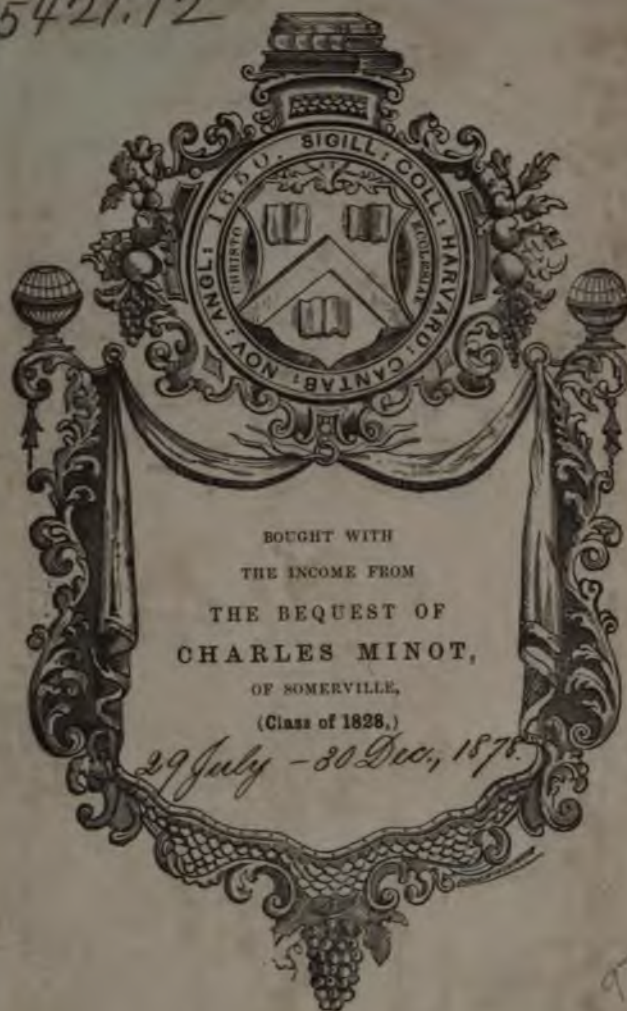 5421.12
SIGILL: COLL: HARVARD: CANTAB: NOV: ANGL: 1650.
CHRISTO
ECCLESIAE
BOUGHT WITH
THE INCOME FROM
THE BEQUEST OF
CHARLES MINOT,
OF SOMERVILLE,
(Class of 1828,)
29 July - 30 Dec., 1878.